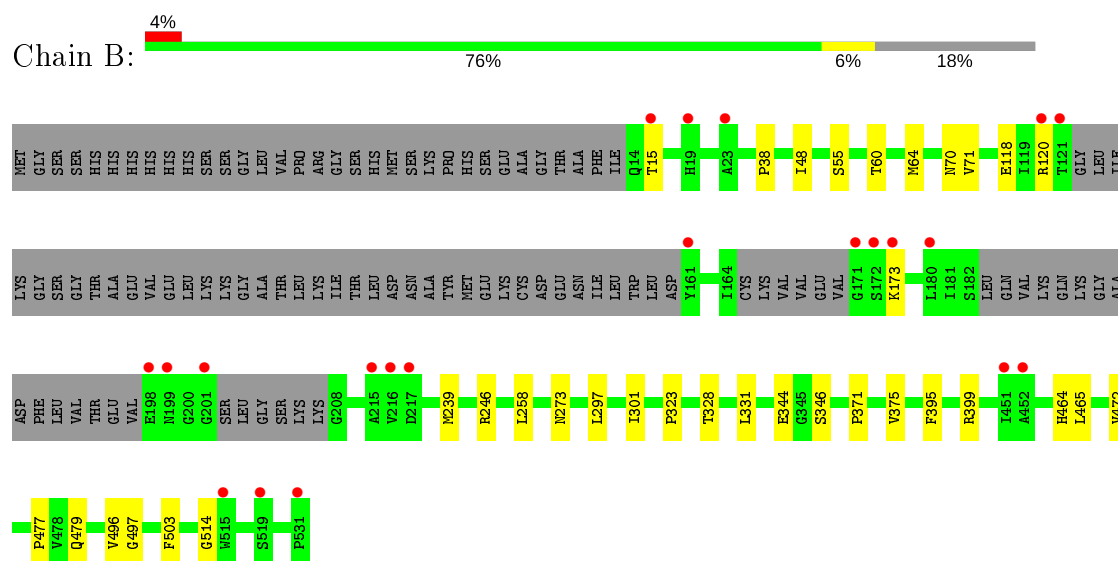 4%
Chain B:
76% 6% 18%
MET GLY SER SER HIS HIS HIS HIS HIS HIS SER SER GLY LEU VAL PRO ARG GLY SER HIS MET SER LYS PRO HIS SER GLU ALA GLY THR ALA PHE ILE Q14 T15 H19 A23 P38 I48 S55 T60 M64 N70 V71 E118 I119 R120 T121 GLY LEU ILE
LYS GLY SER GLY THR ALA GLU VAL GLU LEU LYS LYS GLY ALA THR LEU LYS ILE THR LEU ASP ASN ALA TYR MET GLU LYS CYS ASP GLU ASN ILE LEU TRP LEU ASP Y161 I164 CYS LYS VAL VAL GLU VAL G171 S172 K173 L180 I181 S182 LEU GLN VAL LYS GLN LYS GLY ALA
ASP PHE LEU VAL THR GLU VAL E198 N199 G200 G201 SER LEU GLY SER LYS LYS G208 A215 V216 D217 M239 R246 L258 N273 L297 I301 P323 T328 L331 E344 G345 S346 P371 V375 F395 R399 I451 A452 H464 L465
P477 V478 Q479 V496 G497 F503 G514 W515 S519 P531